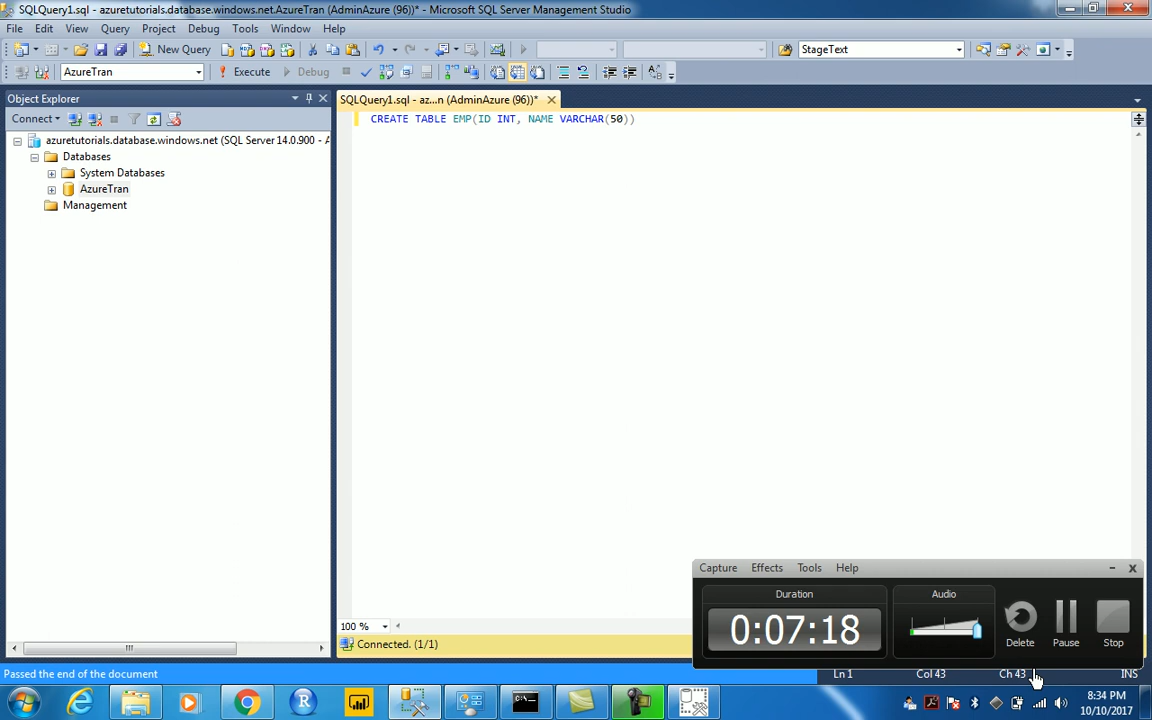 SQLQuery1.sql - azuretutorials.database.windows.net.AzureTran (AdminAzure (96))* - Microsoft SQL Server Management Studio
File Edit View Query Project Debug Tools Window Help
New Query StageText
AzureTran Execute Debug
Object Explorer
SQLQuery1.sql - az...n (AdminAzure (96))*
Connect
CREATE TABLE EMP(ID INT, NAME VARCHAR(50))
azuretutorials.database.windows.net (SQL Server 14.0.900 - A
Databases
System Databases
AzureTran
Management
Capture Effects Tools Help
Duration Audio
0:07:18
Delete Pause Stop
100 %
Connected. (1/1)
Passed the end of the document Ln 1 Col 43 Ch 43 INS
8:34 PM
10/10/2017